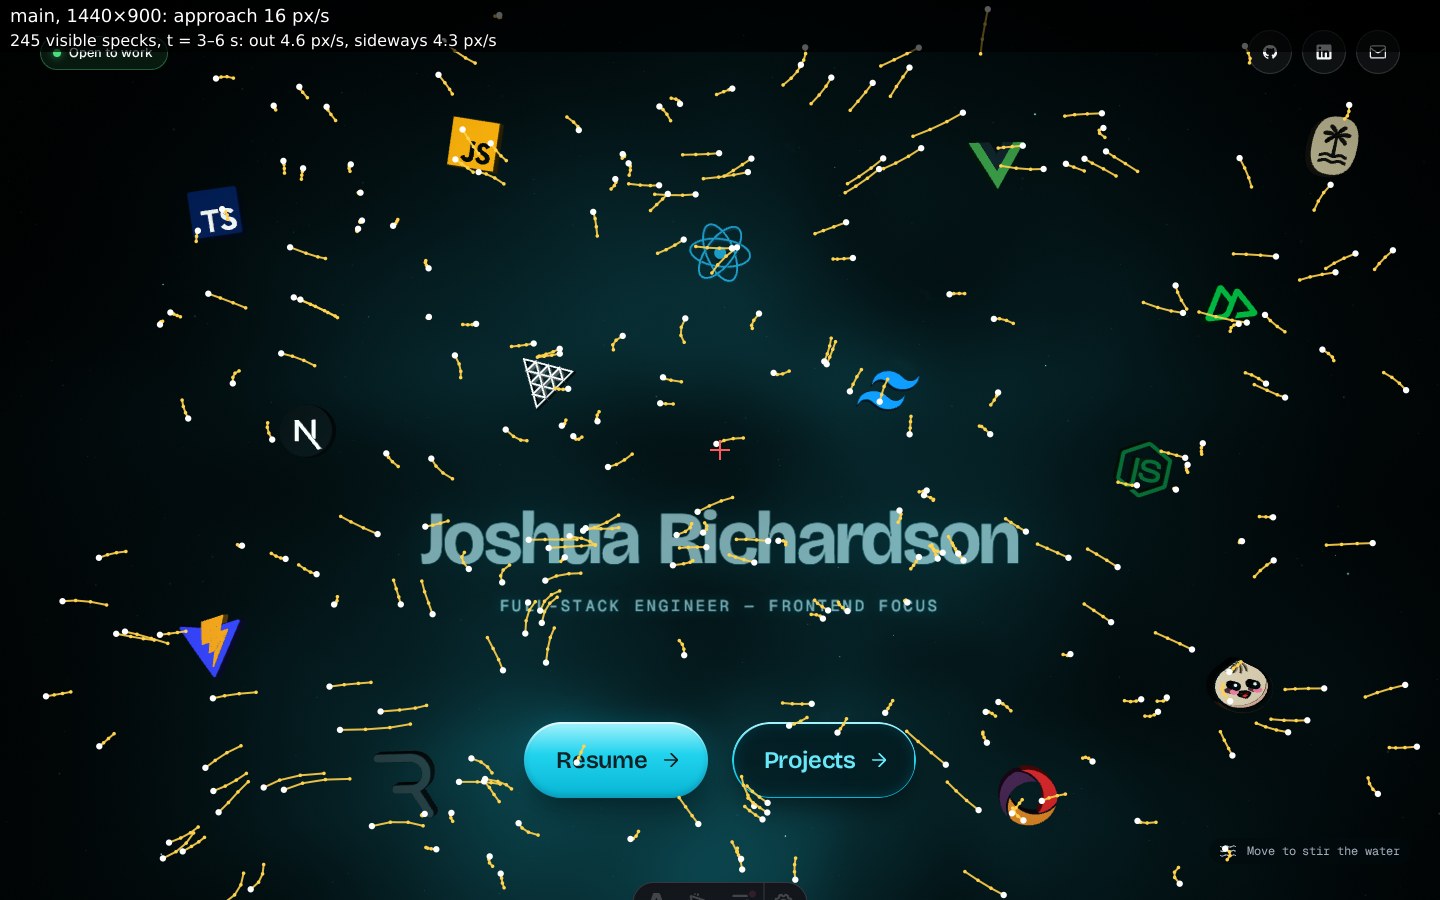 main, 1440×900: approach 16 px/s
245 visible specks, t = 3–6 s: out 4.6 px/s, sideways 4.3 px/s
Open to work
JS
TS
N
JS
Joshua Richardson
FULL-STACK ENGINEER — FRONTEND FOCUS
Resume →
Projects →
Move to stir the water